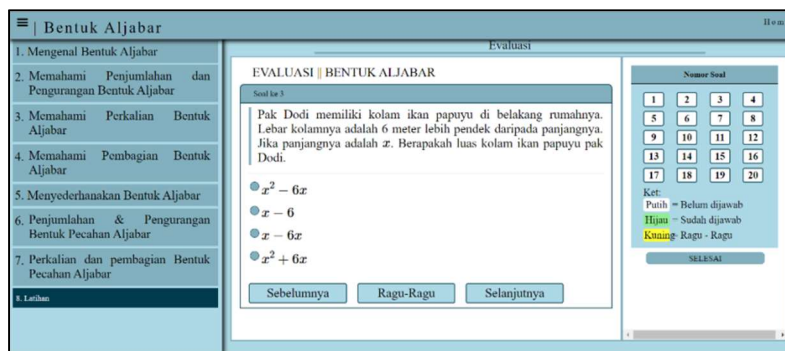 ≡ | Bentuk Aljabar
Evaluasi
1. Mengenal Bentuk Aljabar
2. Memahami Penjumlahan dan
Pengurangan Bentuk Aljabar
3. Memahami Perkalian Bentuk
Aljabar
4. Memahami Pembagian Bentuk
Aljabar
5. Menyederhanakan Bentuk Aljabar
6. Penjumlahan & Pengurangan
Bentuk Pecahan Aljabar
7. Perkalian dan pembagian Bentuk
Pecahan Aljabar
8. Latihan
EVALUASI || BENTUK ALJABAR
Soal ke 3
Pak Dodi memiliki kolam ikan papuyu di belakang rumahnya.
Lebar kolamnya adalah 6 meter lebih pendek daripada panjangnya.
Jika panjangnya adalah x. Berapakah luas kolam ikan papuyu pak
Dodi.
x² − 6x
x − 6
x − 6x
x² + 6x
Sebelumnya Ragu-Ragu Selanjutnya
Nomor Soal
1 2 3 4
5 6 7 8
9 10 11 12
13 14 15 16
17 18 19 20
Ket:
Putih = Belum dijawab
Hijau = Sudah dijawab
Kuning- Ragu - Ragu
SELESAI